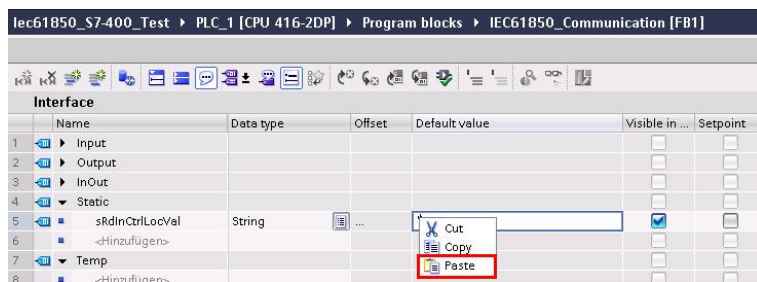 Iec61850_S7-400_Test ▸ PLC_1 [CPU 416-2DP] ▸ Program blocks ▸ IEC61850_Communication [FB1]
Interface
Name Data type Offset Default value Visible in ... Setpoint
1 Input
2 Output
3 InOut
4 Static
5 sRdInCtrlLocVal String ...
Cut
6 <Hinzufügen>
Copy
7 Temp
Paste
8 <Hinzufügen>